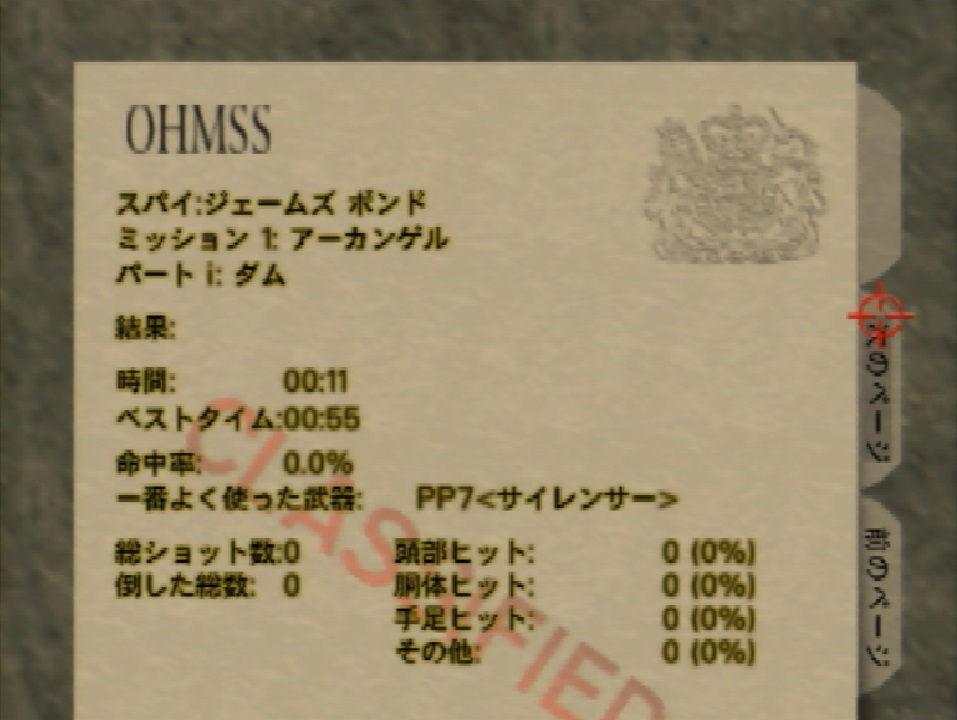 OHMSS
スパイ:ジェームズ ボンド
ミッション 1: アーカンゲル
パート i: ダム
結果:
時間: 00:11
ベストタイム:00:55
命中率: 0.0%
一番よく使った武器: PP7<サイレンサー>
総ショット数:0 頭部ヒット: 0 (0%)
倒した総数: 0 胴体ヒット: 0 (0%)
手足ヒット: 0 (0%)
その他: 0 (0%)
CLASSIFIED
次のページ
前のページ